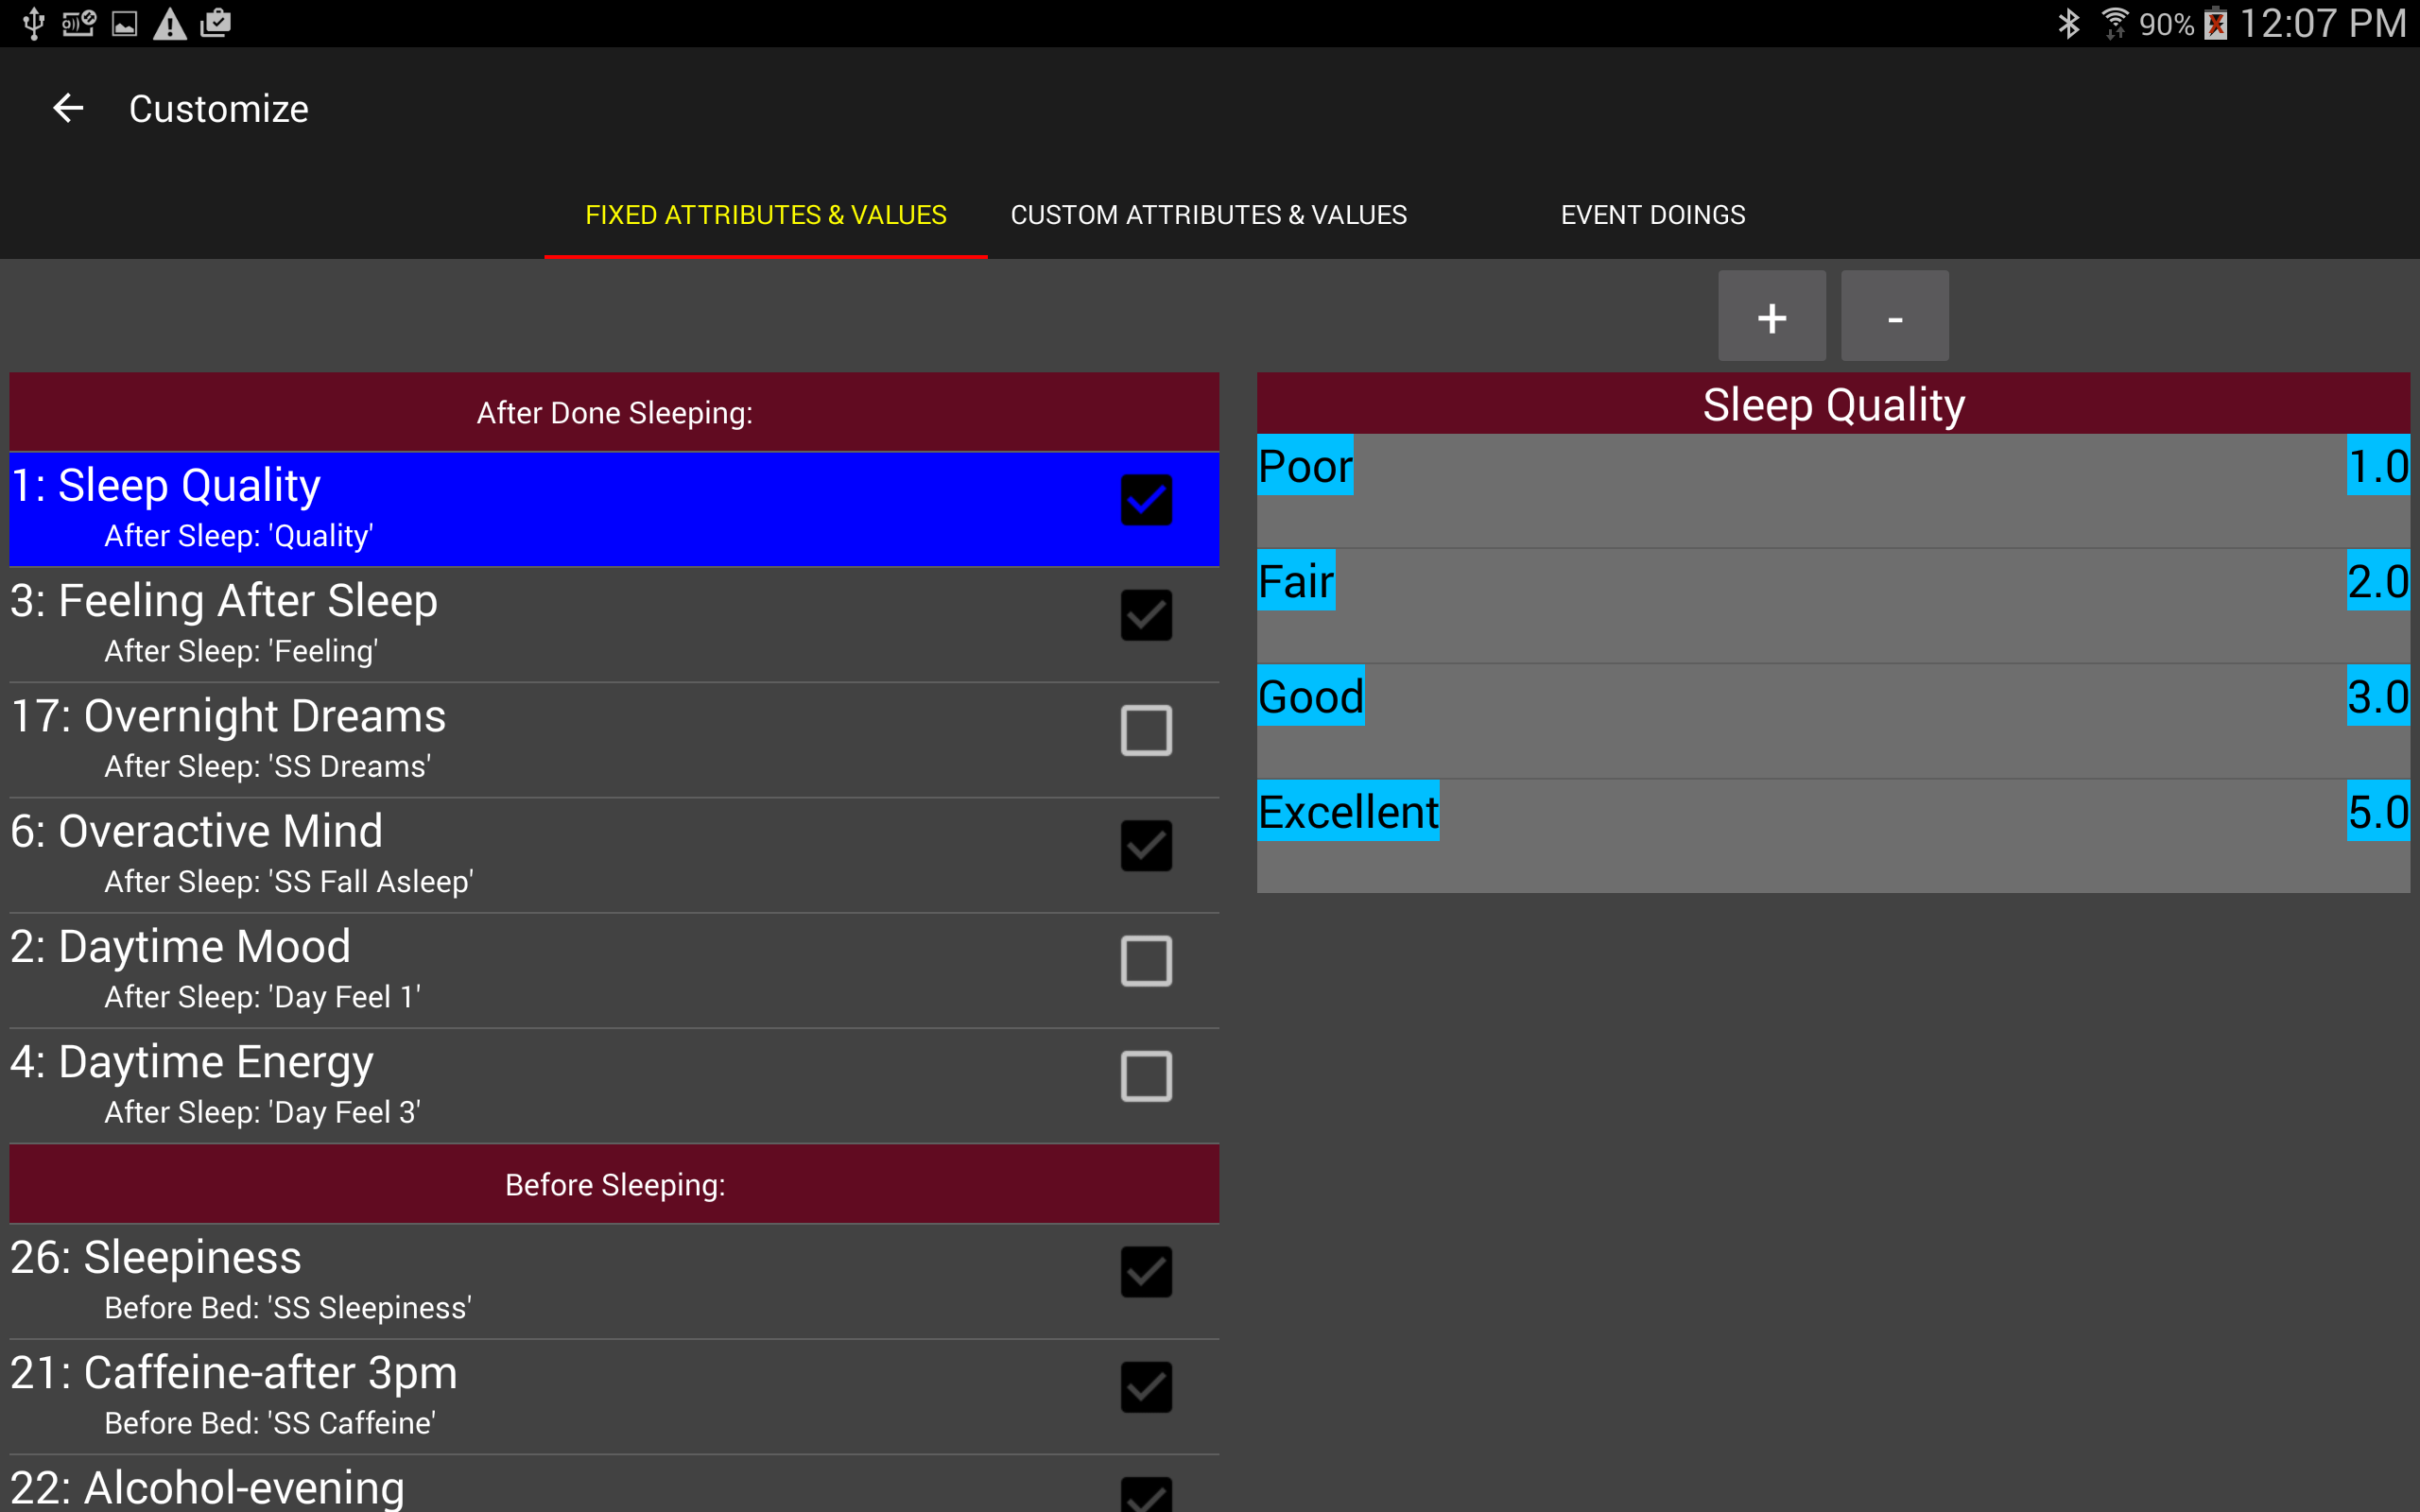 90% 12:07 PM
Customize
FIXED ATTRIBUTES & VALUES CUSTOM ATTRIBUTES & VALUES EVENT DOINGS
+ -
After Done Sleeping:
1: Sleep Quality
After Sleep: 'Quality'
3: Feeling After Sleep
After Sleep: 'Feeling'
17: Overnight Dreams
After Sleep: 'SS Dreams'
6: Overactive Mind
After Sleep: 'SS Fall Asleep'
2: Daytime Mood
After Sleep: 'Day Feel 1'
4: Daytime Energy
After Sleep: 'Day Feel 3'
Before Sleeping:
26: Sleepiness
Before Bed: 'SS Sleepiness'
21: Caffeine-after 3pm
Before Bed: 'SS Caffeine'
22: Alcohol-evening
Sleep Quality
Poor 1.0
Fair 2.0
Good 3.0
Excellent 5.0